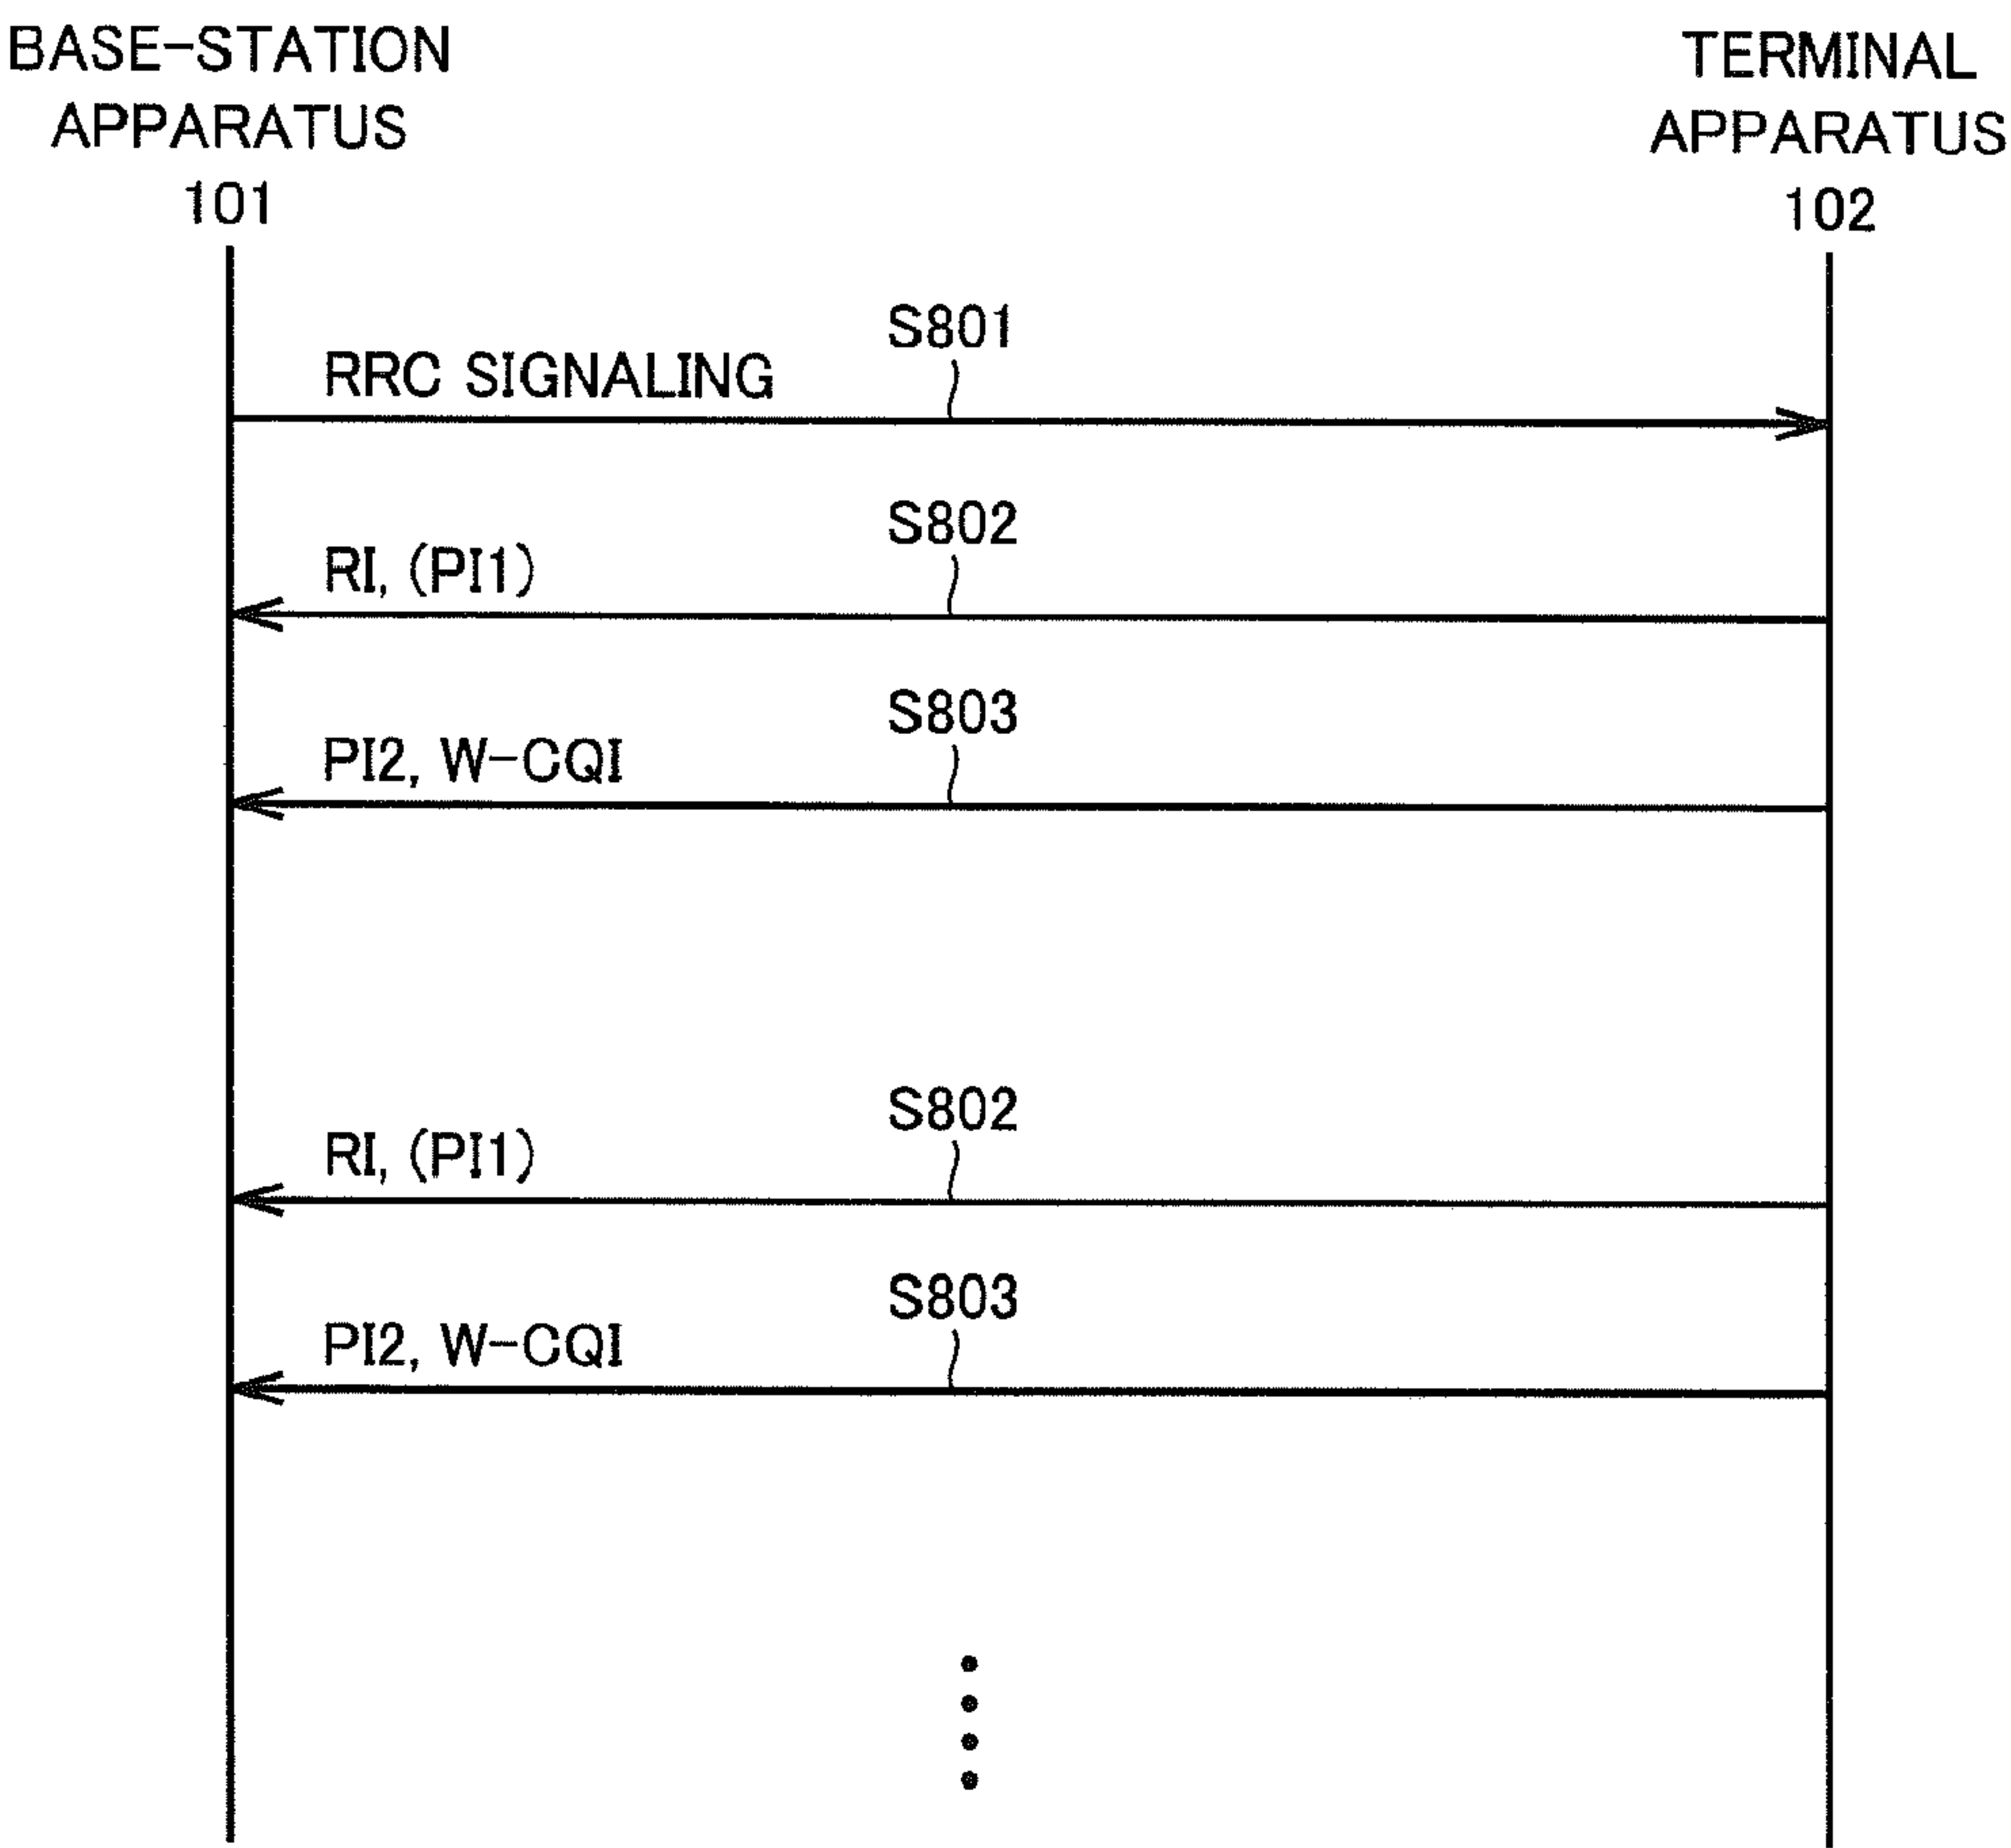 BASE-STATION
APPARATUS
101
TERMINAL
APPARATUS
102
S801
RRC SIGNALING
S802
RI, (PI1)
S803
PI2, W-CQI
S802
RI, (PI1)
S803
PI2, W-CQI